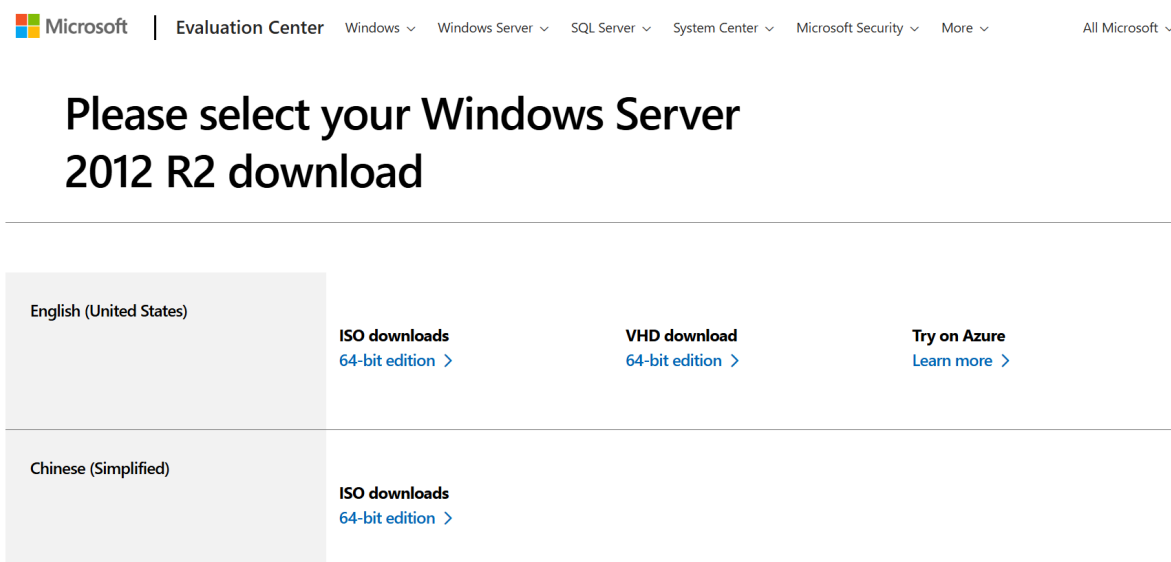 Microsoft Evaluation Center Windows Windows Server SQL Server System Center Microsoft Security More All Microsoft
Please select your Windows Server
2012 R2 download
English (United States)
ISO downloads VHD download Try on Azure
64-bit edition 64-bit edition Learn more
Chinese (Simplified)
ISO downloads
64-bit edition